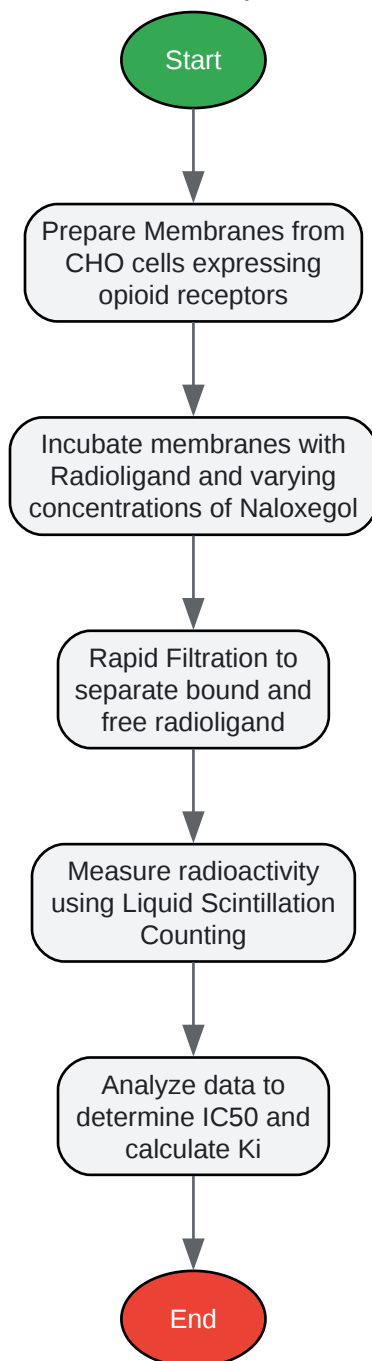 Start
Prepare Membranes from
CHO cells expressing
opioid receptors
Incubate membranes with
Radioligand and varying
concentrations of Naloxegol
Rapid Filtration to
separate bound and
free radioligand
Measure radioactivity
using Liquid Scintillation
Counting
Analyze data to
determine IC50 and
calculate Ki
End